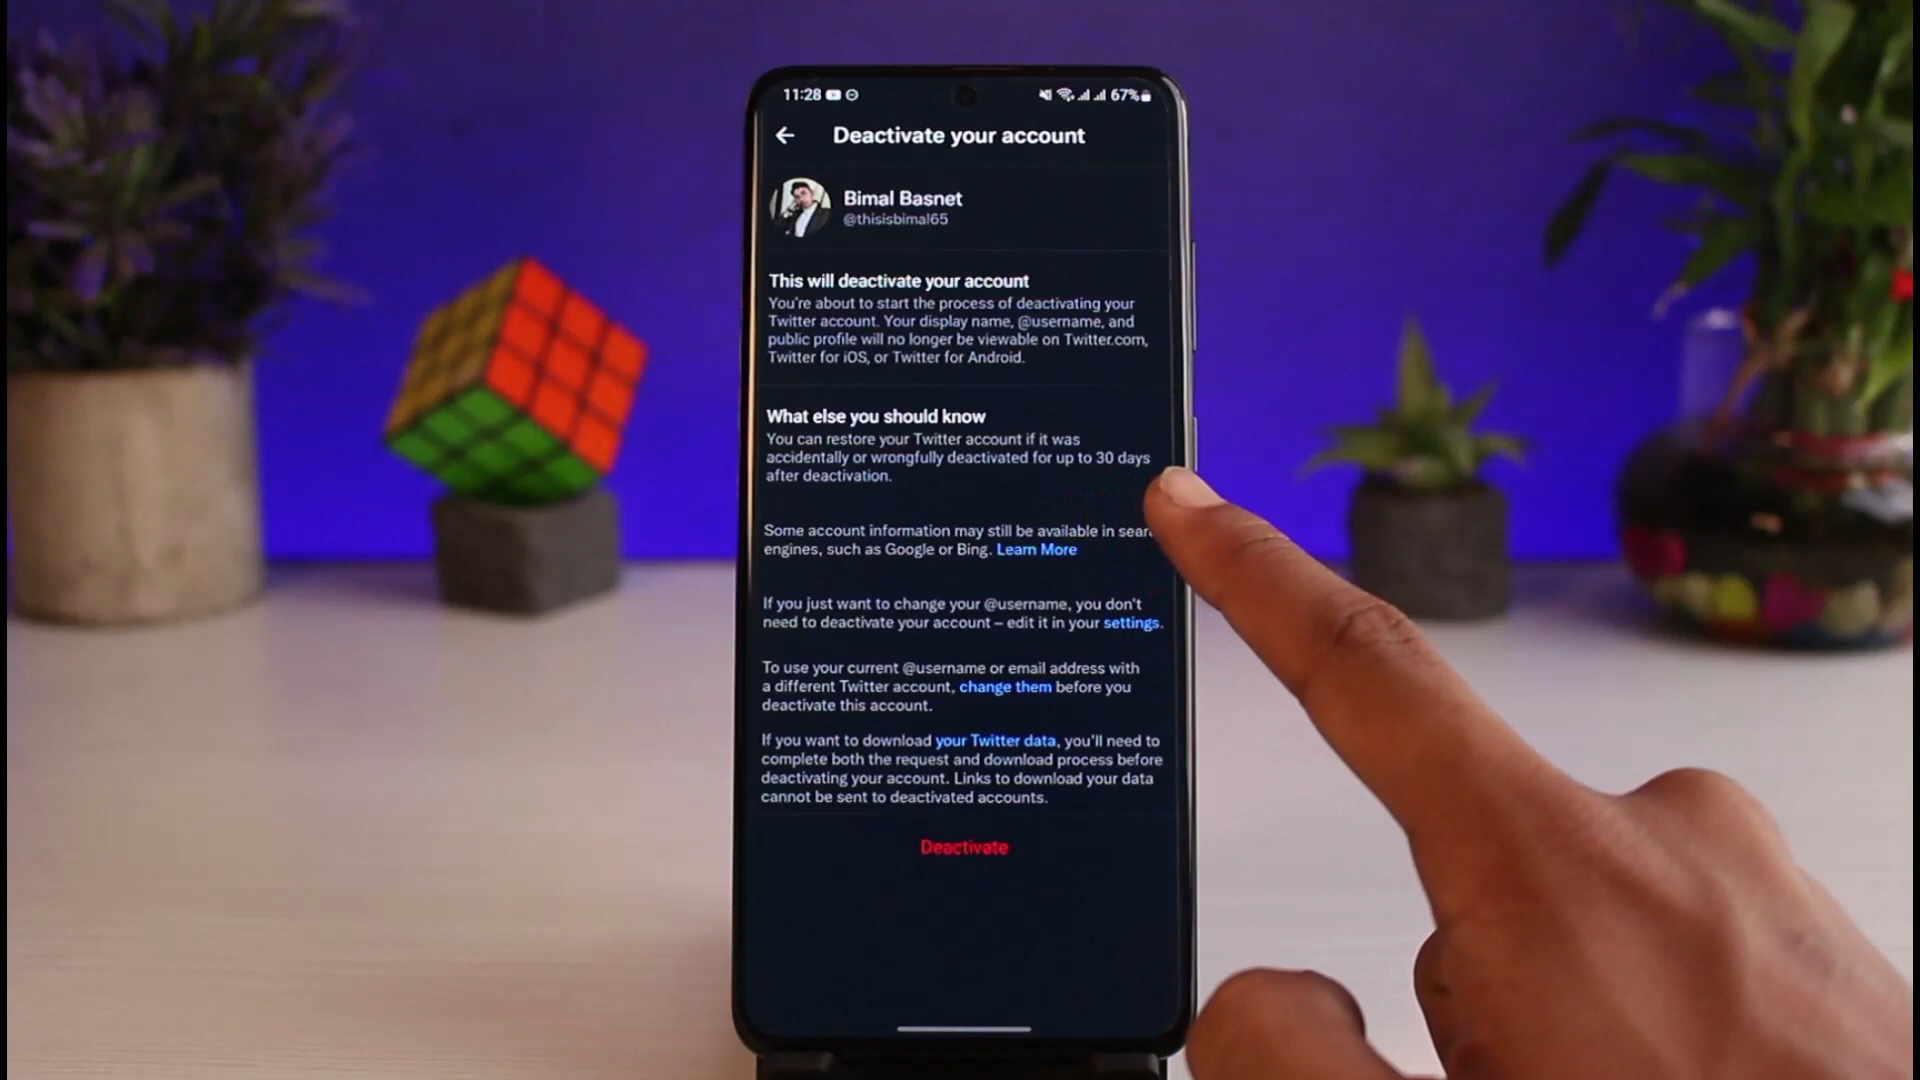 11:28
67%
Deactivate your account
Bimal Basnet
@thisisbimal65
This will deactivate your account
You're about to start the process of deactivating your
Twitter account. Your display name, @username, and
public profile will no longer be viewable on Twitter.com,
Twitter for iOS, or Twitter for Android.
What else you should know
You can restore your Twitter account if it was
accidentally or wrongfully deactivated for up to 30 days
after deactivation.
Some account information may still be available in
engines, such as Google or Bing. Learn More
If you just want to change your @username, you don't
need to deactivate your account – edit it in your settings.
To use your current @username or email address with
a different Twitter account, change them before you
deactivate this account.
If you want to download your Twitter data, you'll need to
complete both the request and download process before
deactivating your account. Links to download your data
cannot be sent to deactivated accounts.
Deactivate